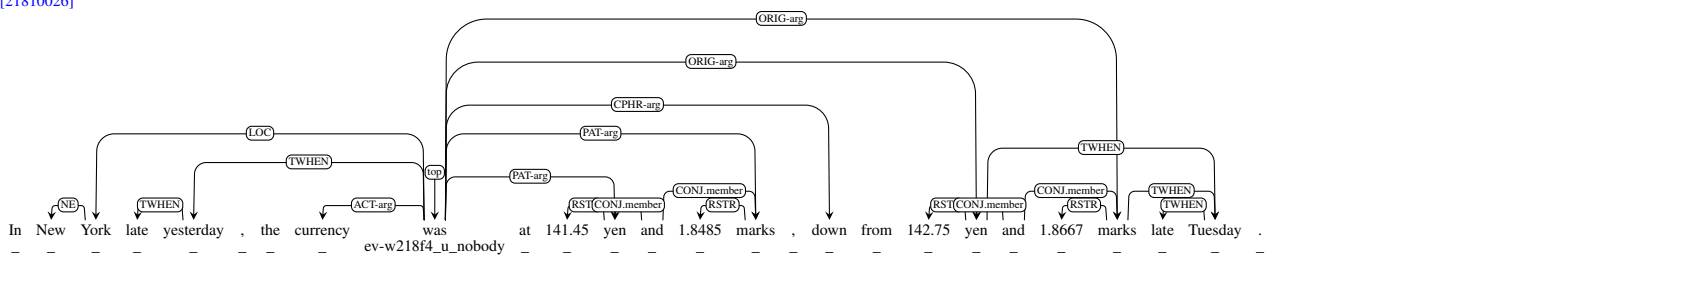 [21810026]
ORIG-arg
ORIG-arg
CPHR-arg
LOC PAT-arg
TWHEN
TWHEN
top
PAT-arg
CONJ.member CONJ.member TWHEN
NE TWHEN ACT-arg CONJ.member RSTR CONJ.member RSTR TWHEN
In New York late yesterday , the currency was at 141.45 yen and 1.8485 marks , down from 142.75 yen and 1.8667 marks late Tuesday .
_ _ _ _ _ _ _ _ ev-w218f4_u_nobody _ _ _ _ _ _ _ _ _ _ _ _ _ _ _ _ _ _